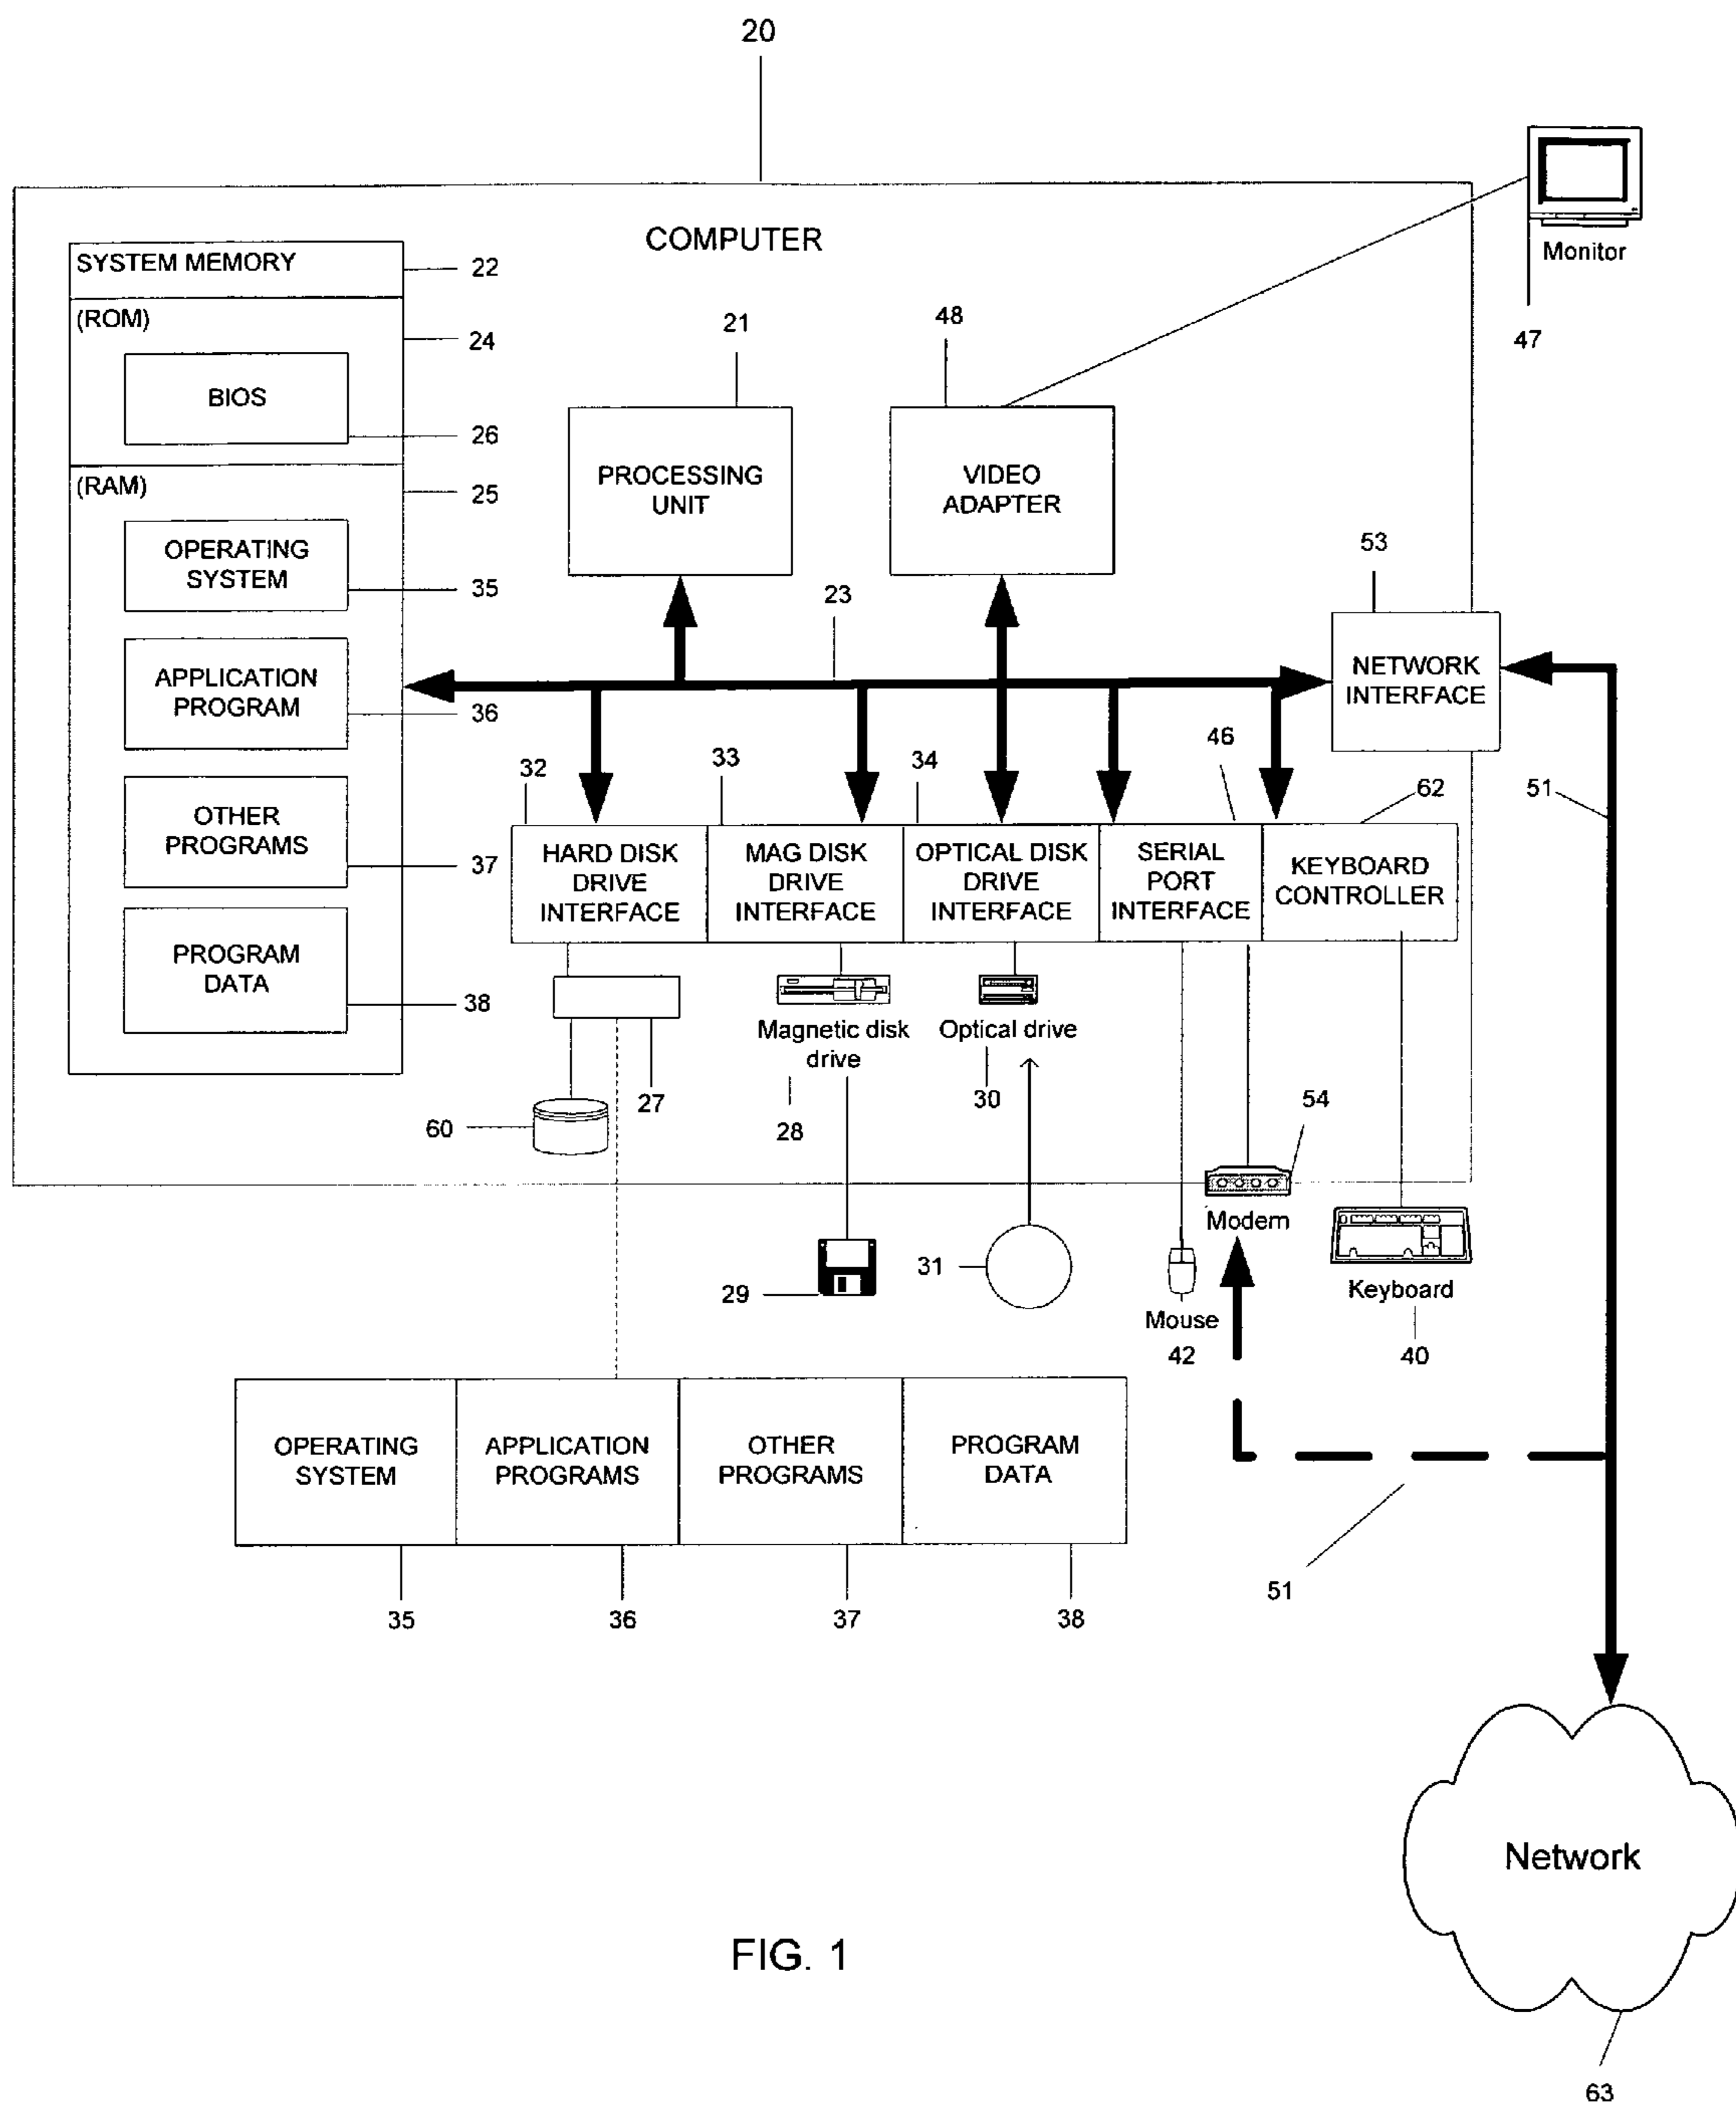 20
COMPUTER
Monitor
47
SYSTEM MEMORY
22
(ROM)
24
BIOS
26
(RAM)
25
OPERATING
SYSTEM
35
APPLICATION
PROGRAM
36
OTHER
PROGRAMS
37
PROGRAM
DATA
38
21
PROCESSING
UNIT
48
VIDEO
ADAPTER
23
53
NETWORK
INTERFACE
51
32
HARD DISK
DRIVE
INTERFACE
33
MAG DISK
DRIVE
INTERFACE
34
OPTICAL DISK
DRIVE
INTERFACE
46
SERIAL
PORT
INTERFACE
62
KEYBOARD
CONTROLLER
60
27
Magnetic disk
drive
28
Optical drive
30
54
Modem
29
31
Mouse
42
Keyboard
40
OPERATING
SYSTEM
APPLICATION
PROGRAMS
OTHER
PROGRAMS
PROGRAM
DATA
35
36
37
38
51
Network
63
FIG. 1